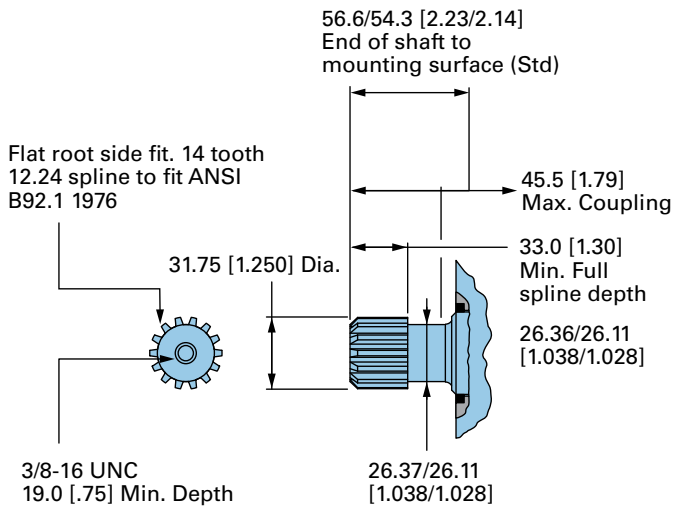 56.6/54.3 [2.23/2.14]
End of shaft to
mounting surface (Std)
Flat root side fit. 14 tooth
12.24 spline to fit ANSI
B92.1 1976
45.5 [1.79]
Max. Coupling
31.75 [1.250] Dia.
33.0 [1.30]
Min. Full
spline depth
26.36/26.11
[1.038/1.028]
3/8-16 UNC
19.0 [.75] Min. Depth
26.37/26.11
[1.038/1.028]